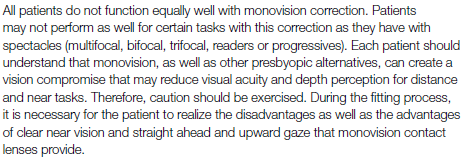 All patients do not function equally well with monovision correction. Patients
may not perform as well for certain tasks with this correction as they have with
spectacles (multifocal, bifocal, trifocal, readers or progressives). Each patient should
understand that monovision, as well as other presbyopic alternatives, can create a
vision compromise that may reduce visual acuity and depth perception for distance
and near tasks. Therefore, caution should be exercised. During the fitting process,
it is necessary for the patient to realize the disadvantages as well as the advantages
of clear near vision and straight ahead and upward gaze that monovision contact
lenses provide.